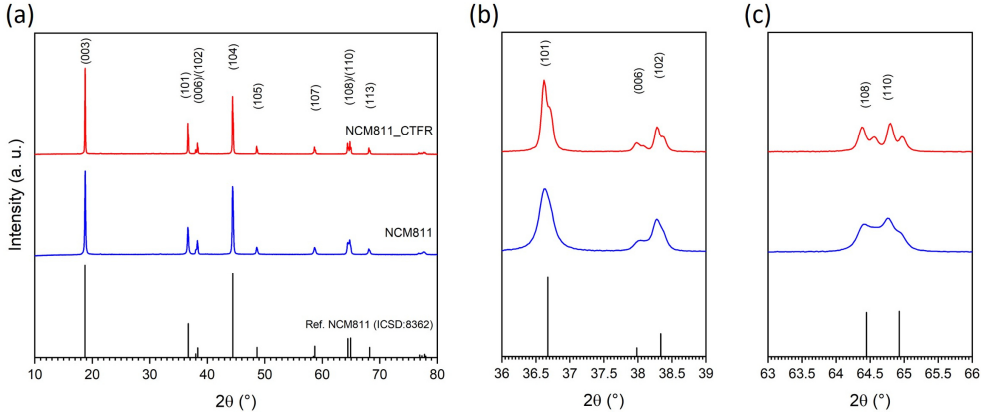 (a)
(b)
(c)
(003)
(101)
(006)/(102)
(104)
(105)
(107)
(108)/(110)
(113)
NCM811_CTFR
NCM811
Ref. NCM811 (ICSD:8362)
Intensity (a. u.)
10 20 30 40 50 60 70 80
2θ (°)
(101)
(006)
(102)
36 36.5 37 37.5 38 38.5 39
2θ (°)
(108)
(110)
63 63.5 64 64.5 65 65.5 66
2θ (°)